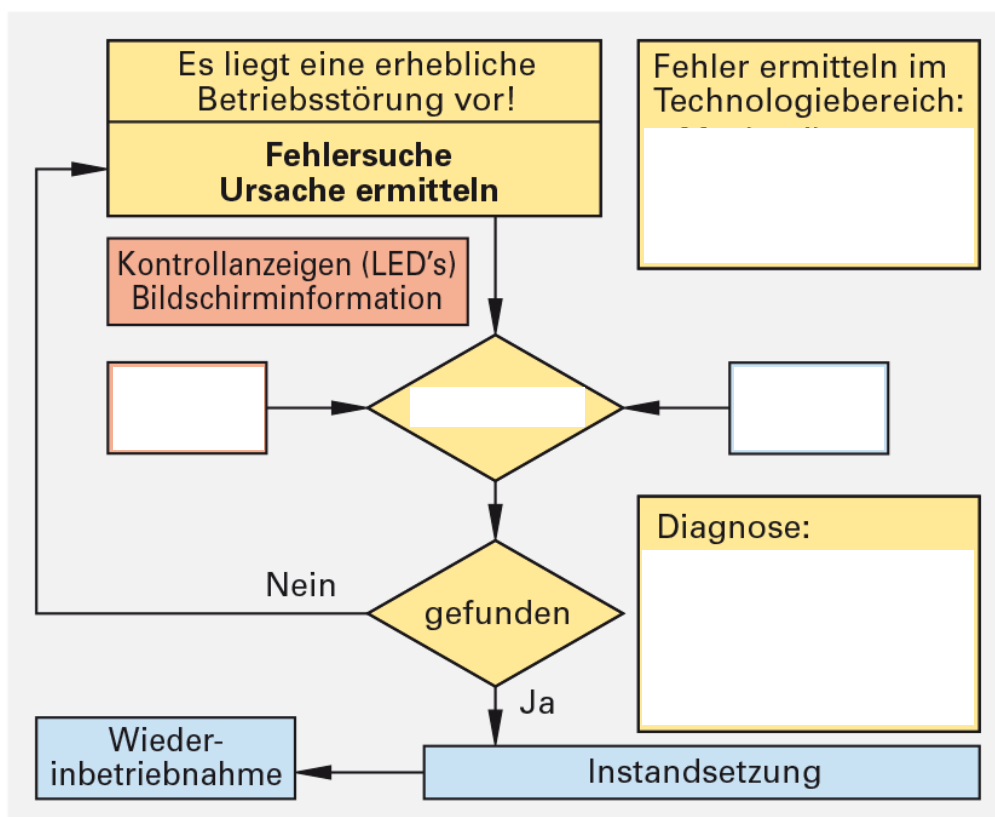 Es liegt eine erhebliche
Betriebsstörung vor!
Fehlersuche
Ursache ermitteln
Fehler ermitteln im
Technologiebereich:
Kontrollanzeigen (LED's)
Bildschirminformation
Diagnose:
Nein
gefunden
Ja
Wieder-
inbetriebnahme
Instandsetzung